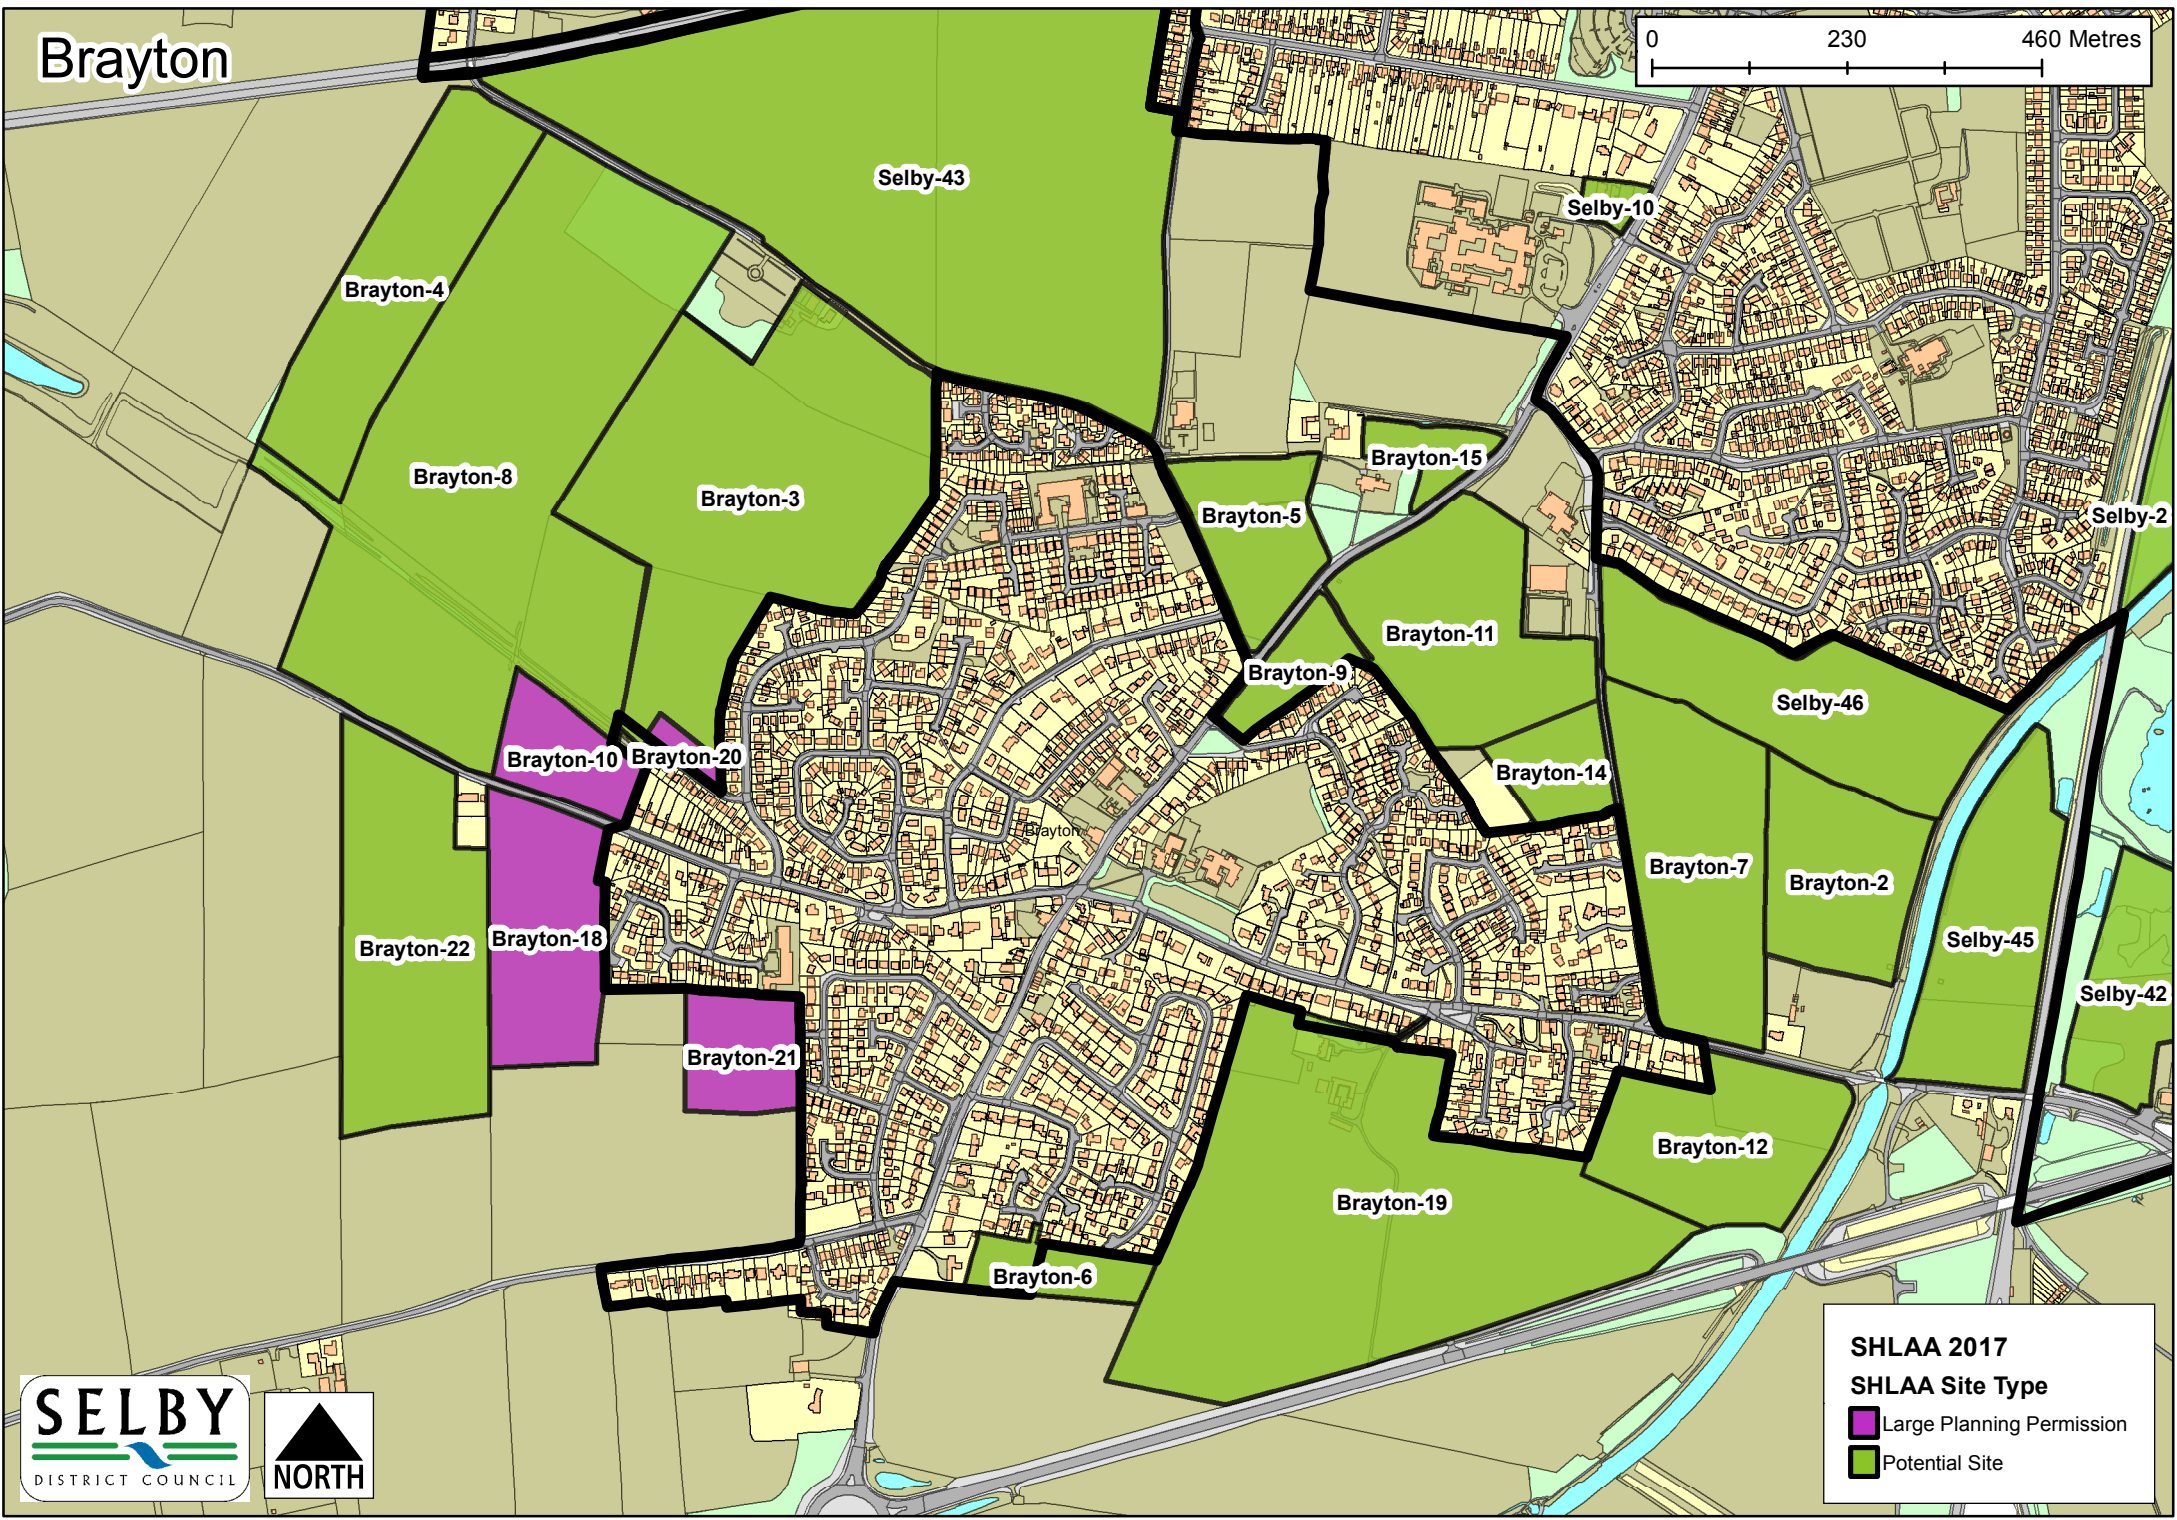 Brayton
0 230 460 Metres
Selby-43
Selby-10
Brayton-4
Brayton-15
Brayton-8
Brayton-3
Brayton-5
Selby-2
Brayton-11
Brayton-9
Selby-46
Brayton-10
Brayton-20
Brayton-14
Brayton
Brayton-7
Brayton-2
Brayton-22
Brayton-18
Selby-45
Selby-42
Brayton-21
Brayton-12
Brayton-19
Brayton-6
SHLAA 2017
SHLAA Site Type
Large Planning Permission
Potential Site
SELBY
DISTRICT COUNCIL
NORTH